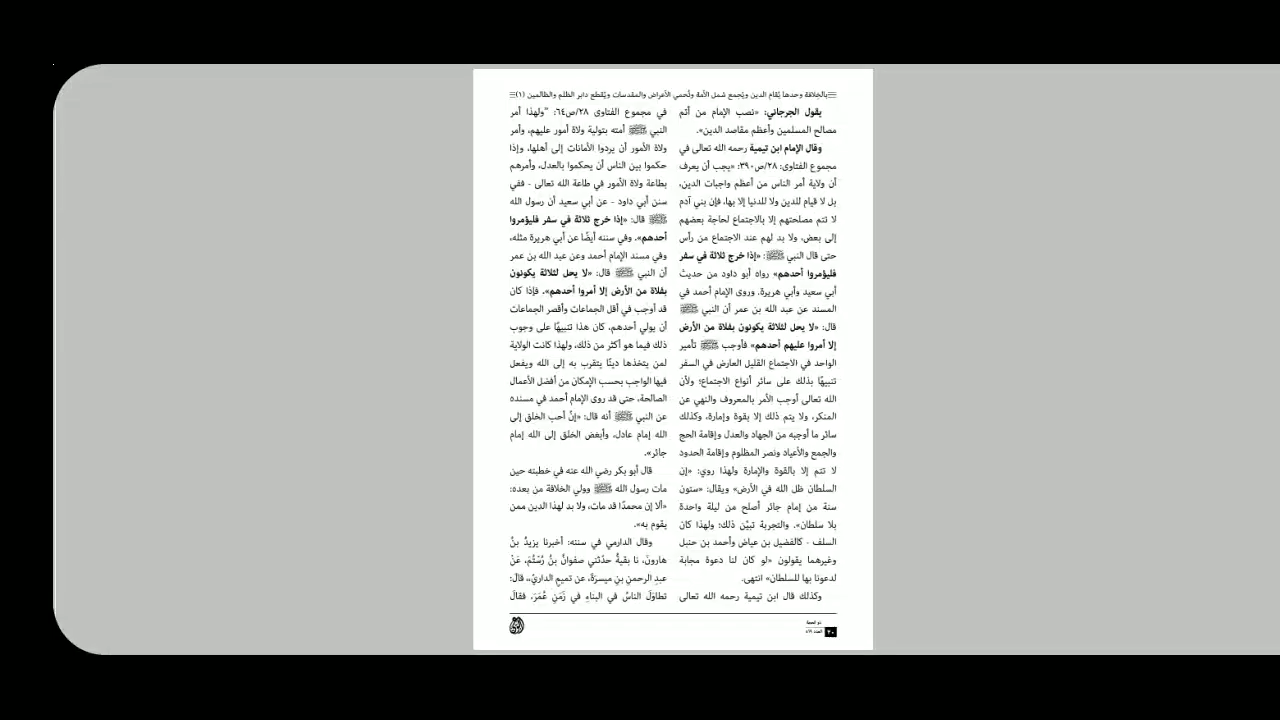 بالخلافة وحدها يُقام الدين ويُجمع شمل الأمة وتُحمى الأعراض والمقدسات ويُقطع دابر الظلم والظالمين (١)
يقول الجرجاني: «نصب الإمام من أتم
مصالح المسلمين وأعظم مقاصد الدين».
وقال الإمام ابن تيمية رحمه الله تعالى في
مجموع الفتاوى: ٢٨/ص٣٩٠: «يجب أن يعرف
أن ولاية أمر الناس من أعظم واجبات الدين،
بل لا قيام للدين ولا للدنيا إلا بها، فإن بني آدم
لا تتم مصلحتهم إلا بالاجتماع لحاجة بعضهم
إلى بعض، ولا بد لهم عند الاجتماع من رأس
حتى قال النبي ﷺ: «إذا خرج ثلاثة في سفر
فليؤمروا أحدهم» رواه أبو داود من حديث
أبي سعيد وأبي هريرة. وروى الإمام أحمد في
المسند عن عبد الله بن عمر أن النبي ﷺ
قال: «لا يحل لثلاثة يكونون بفلاة من الأرض
إلا أمروا عليهم أحدهم» فأوجب ﷺ تأمير
الواحد في الاجتماع القليل العارض في السفر
تنبيهًا بذلك على سائر أنواع الاجتماع؛ ولأن
الله تعالى أوجب الأمر بالمعروف والنهي عن
المنكر، ولا يتم ذلك إلا بقوة وإمارة، وكذلك
سائر ما أوجبه من الجهاد والعدل وإقامة الحج
والجمع والأعياد ونصر المظلوم وإقامة الحدود
لا تتم إلا بالقوة والإمارة ولهذا روي: «إن
السلطان ظل الله في الأرض» ويقال: «ستون
سنة من إمام جائر أصلح من ليلة واحدة
بلا سلطان». والتجربة تبيّن ذلك؛ ولهذا كان
السلف - كالفضيل بن عياض وأحمد بن حنبل
وغيرهما يقولون «لو كان لنا دعوة مجابة
لدعونا بها للسلطان» انتهى.
وكذلك قال ابن تيمية رحمه الله تعالى
في مجموع الفتاوى ٢٨/ص٦٤: "ولهذا أمر
النبي ﷺ أمته بتولية ولاة أمور عليهم، وأمر
ولاة الأمور أن يردوا الأمانات إلى أهلها، وإذا
حكموا بين الناس أن يحكموا بالعدل، وأمرهم
بطاعة ولاة الأمور في طاعة الله تعالى - ففي
سنن أبي داود - عن أبي سعيد أن رسول الله
ﷺ قال: «إذا خرج ثلاثة في سفر فليؤمروا
أحدهم». وفي سننه أيضًا عن أبي هريرة مثله،
وفي مسند الإمام أحمد وعن عبد الله بن عمر
أن النبي ﷺ قال: «لا يحل لثلاثة يكونون
بفلاة من الأرض إلا أمروا أحدهم». فإذا كان
قد أوجب في أقل الجماعات وأقصر الجماعات
أن يولي أحدهم، كان هذا تنبيهًا على وجوب
ذلك فيما هو أكثر من ذلك، ولهذا كانت الولاية
لمن يتخذها دينًا يتقرب به إلى الله ويفعل
فيها الواجب بحسب الإمكان من أفضل الأعمال
الصالحة، حتى قد روى الإمام أحمد في مسنده
عن النبي ﷺ أنه قال: «إنّ أحب الخلق إلى
الله إمام عادل، وأبغض الخلق إلى الله إمام
جائر».
قال أبو بكر رضي الله عنه في خطبته حين
مات رسول الله ﷺ وولي الخلافة من بعده:
«ألا إن محمدًا قد مات، ولا بد لهذا الدين ممن
يقوم به».
وقال الدارمي في سننه: أخبرنا يزيدُ بنُ
هارونَ، نا بقيةُ حدّثني صفوانُ بنُ رُسْتُمَ، عَنْ
عبدِ الرحمنِ بنِ ميسرَةَ، عن تميمٍ الداريّ،، قالَ:
تطاوَلَ الناسُ في البناءِ في زَمَنِ عُمَرَ، فقالَ
ذو الحجة
٢٠